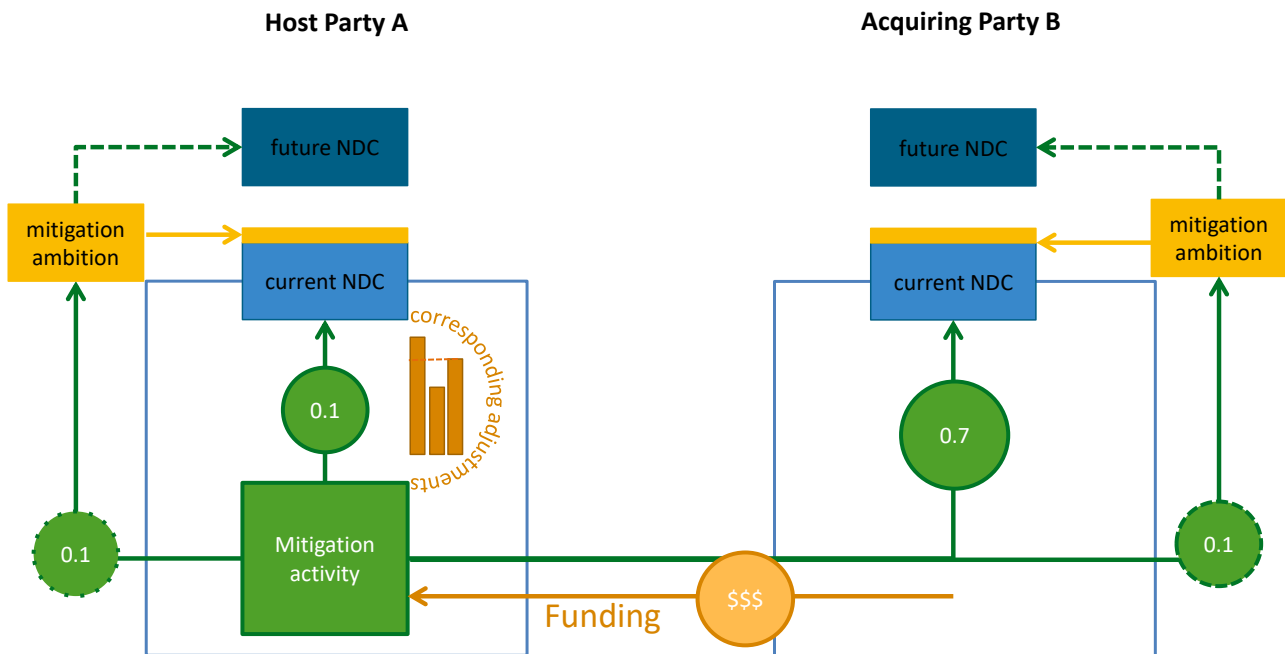 Host Party A
Acquiring Party B
future NDC
future NDC
mitigation
ambition
mitigation
ambition
current NDC
current NDC
corresponding adjustments
0.1
0.7
0.1
Mitigation
activity
0.1
$$$
Funding